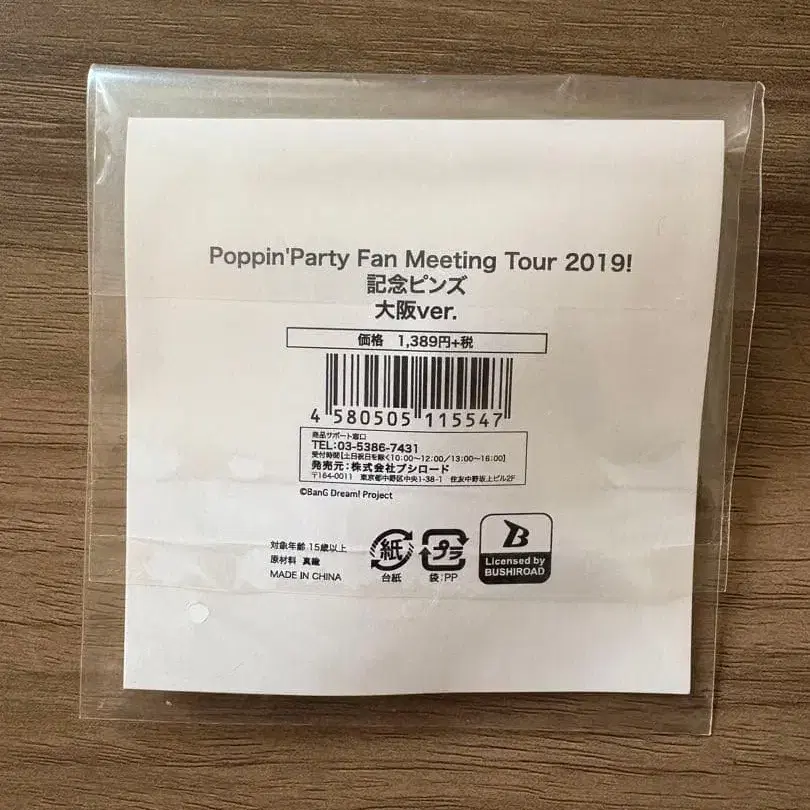 Poppin'Party Fan Meeting Tour 2019!
記念ピンズ
大阪ver.
価格 1,389円+税
4 580505 115547
商品サポート窓口
TEL:03-5386-7431
受付時間[土日祝日を除く10:00~12:00/13:00~16:00]
発売元:株式会社ブシロード
〒164-0011 東京都中野区中央1-38-1 住友中野坂上ビル2F
©BanG Dream! Project
対象年齢 15歳以上
原材料 真鍮
MADE IN CHINA
紙
台紙
プラ
袋:PP
B
Licensed by
BUSHIROAD